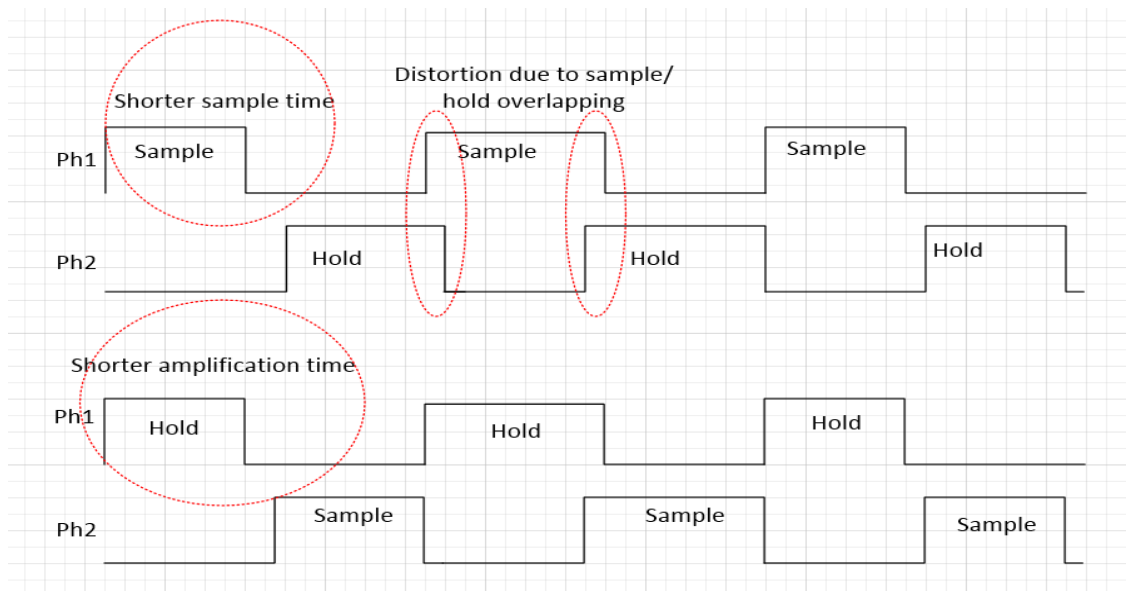 Distortion due to sample/
hold overlapping
Shorter sample time
Ph1
Sample
Sample
Sample
Ph2
Hold
Hold
Hold
Shorter amplification time
Ph1
Hold
Hold
Hold
Ph2
Sample
Sample
Sample